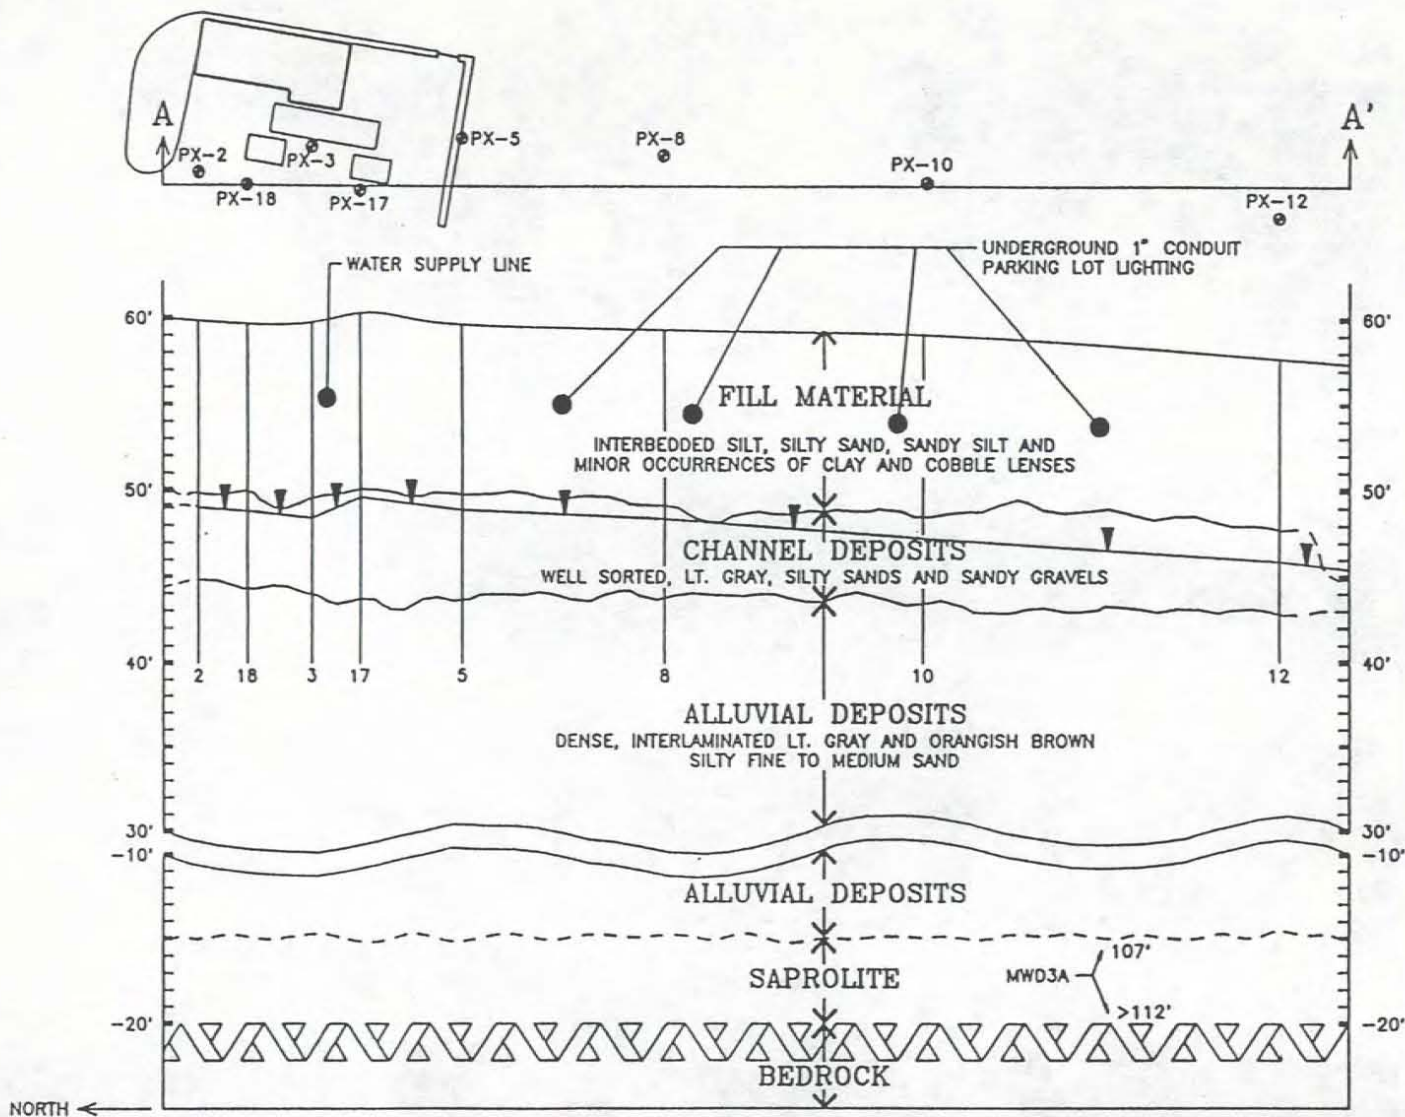 A
A'
PX-2
PX-3
PX-5
PX-8
PX-10
PX-18
PX-17
PX-12
WATER SUPPLY LINE
UNDERGROUND 1" CONDUIT
PARKING LOT LIGHTING
60'
60'
FILL MATERIAL
INTERBEDDED SILT, SILTY SAND, SANDY SILT AND
MINOR OCCURRENCES OF CLAY AND COBBLE LENSES
50'
50'
CHANNEL DEPOSITS
WELL SORTED, LT. GRAY, SILTY SANDS AND SANDY GRAVELS
40'
40'
2
18
3
17
5
8
10
12
ALLUVIAL DEPOSITS
DENSE, INTERLAMINATED LT. GRAY AND ORANGISH BROWN
SILTY FINE TO MEDIUM SAND
30'
30'
-10'
-10'
ALLUVIAL DEPOSITS
107'
SAPROLITE
MWD3A
>112'
-20'
-20'
BEDROCK
NORTH